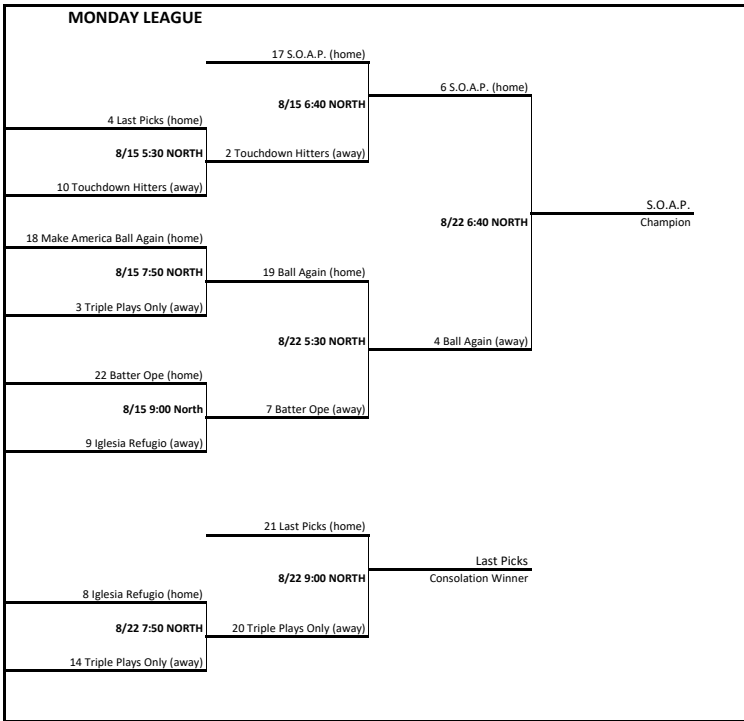 MONDAY LEAGUE
17 S.O.A.P. (home)
6 S.O.A.P. (home)
8/15 6:40 NORTH
4 Last Picks (home)
8/15 5:30 NORTH
2 Touchdown Hitters (away)
10 Touchdown Hitters (away)
S.O.A.P.
8/22 6:40 NORTH
Champion
18 Make America Ball Again (home)
8/15 7:50 NORTH
19 Ball Again (home)
3 Triple Plays Only (away)
8/22 5:30 NORTH
4 Ball Again (away)
22 Batter Ope (home)
8/15 9:00 North
7 Batter Ope (away)
9 Iglesia Refugio (away)
21 Last Picks (home)
Last Picks
8/22 9:00 NORTH
Consolation Winner
8 Iglesia Refugio (home)
8/22 7:50 NORTH
20 Triple Plays Only (away)
14 Triple Plays Only (away)